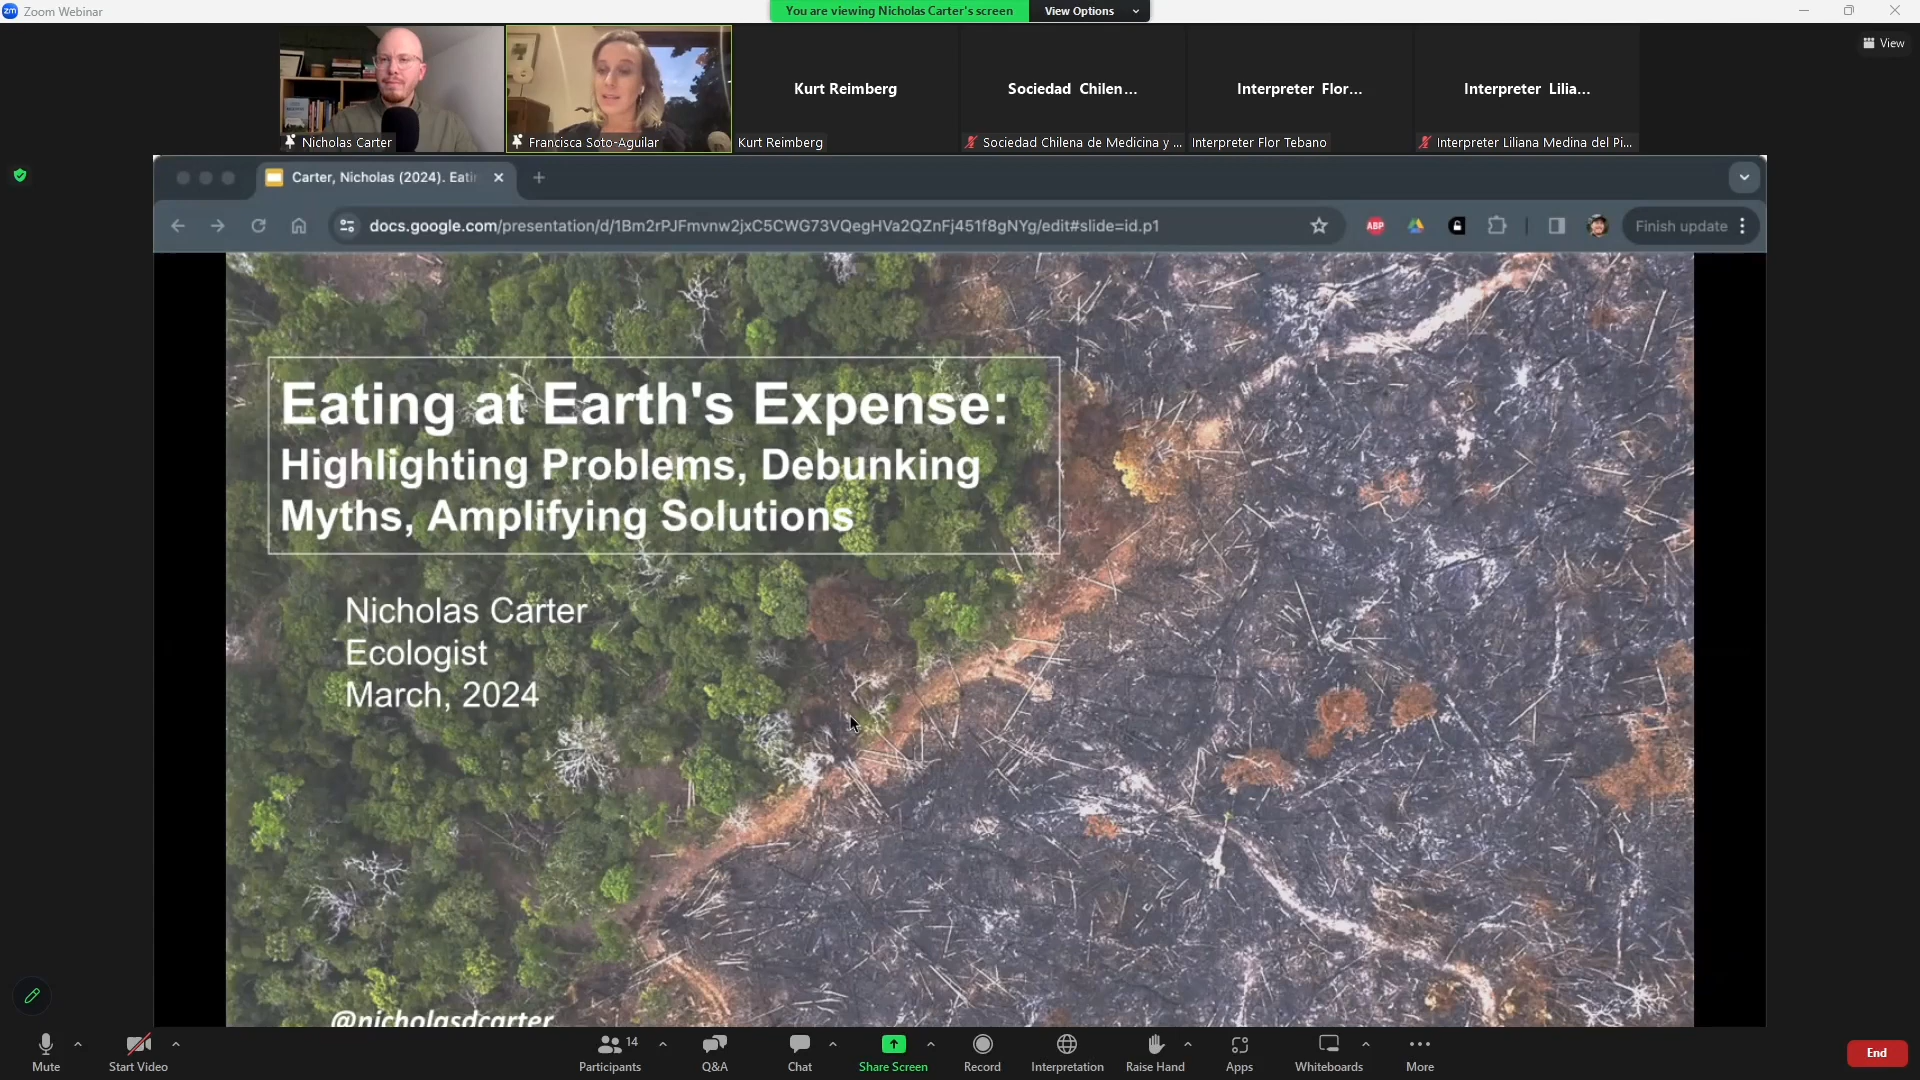 zm Zoom Webinar
You are viewing Nicholas Carter's screen
View Options
View
Kurt Reimberg
Sociedad Chilen...
Interpreter Flor...
Interpreter Lilia...
Nicholas Carter
Francisca Soto-Aguilar
Kurt Reimberg
Sociedad Chilena de Medicina y ...
Interpreter Flor Tebano
Interpreter Liliana Medina del Pi...
Carter, Nicholas (2024). Eati
docs.google.com/presentation/d/1Bm2rPJFmvnw2jxC5CWG73VQegHVa2QZnFj451f8gNYg/edit#slide=id.p1
ABP
Finish update
Eating at Earth's Expense:
Highlighting Problems, Debunking
Myths, Amplifying Solutions
Nicholas Carter
Ecologist
March, 2024
@nicholasdcarter
Mute
Start Video
14
Participants
Q&A
Chat
Share Screen
Record
Interpretation
Raise Hand
Apps
Whiteboards
More
End